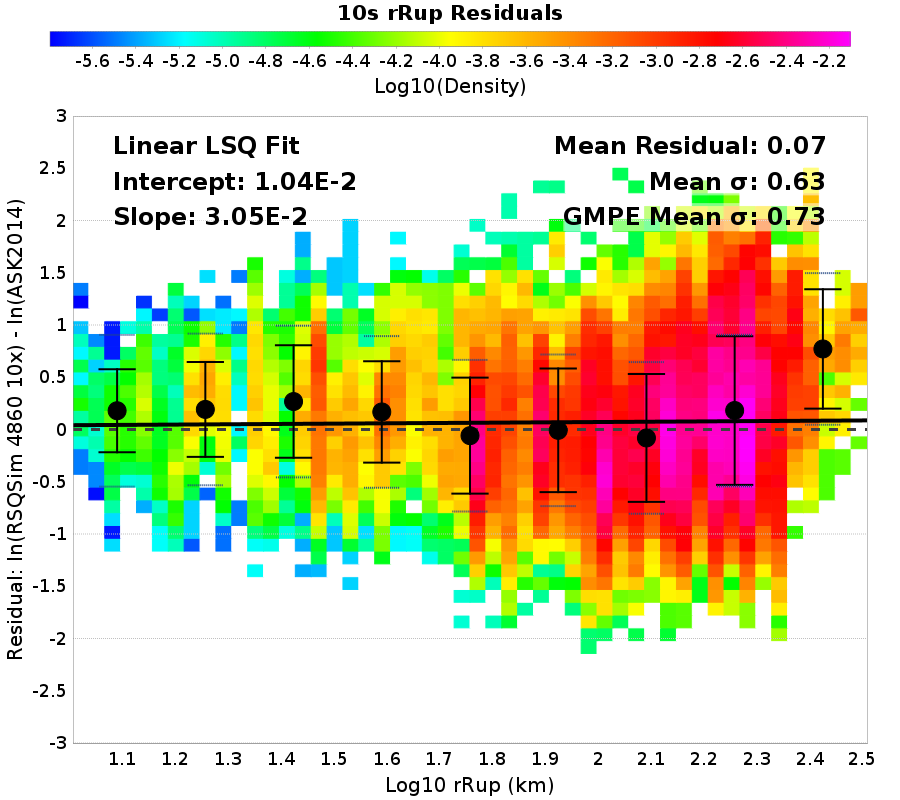 10s rRup Residuals
-5.6 -5.4 -5.2 -5.0 -4.8 -4.6 -4.4 -4.2 -4.0 -3.8 -3.6 -3.4 -3.2 -3.0 -2.8 -2.6 -2.4 -2.2
Log10(Density)
Linear LSQ Fit
Intercept: 1.04E-2
Slope: 3.05E-2
Mean Residual: 0.07
Mean σ: 0.63
GMPE Mean σ: 0.73
Residual: ln(RSQSim 4860 10x) - ln(ASK2014)
3
2.5
2
1.5
1
0.5
0
-0.5
-1
-1.5
-2
-2.5
-3
1.1 1.2 1.3 1.4 1.5 1.6 1.7 1.8 1.9 2 2.1 2.2 2.3 2.4 2.5
Log10 rRup (km)